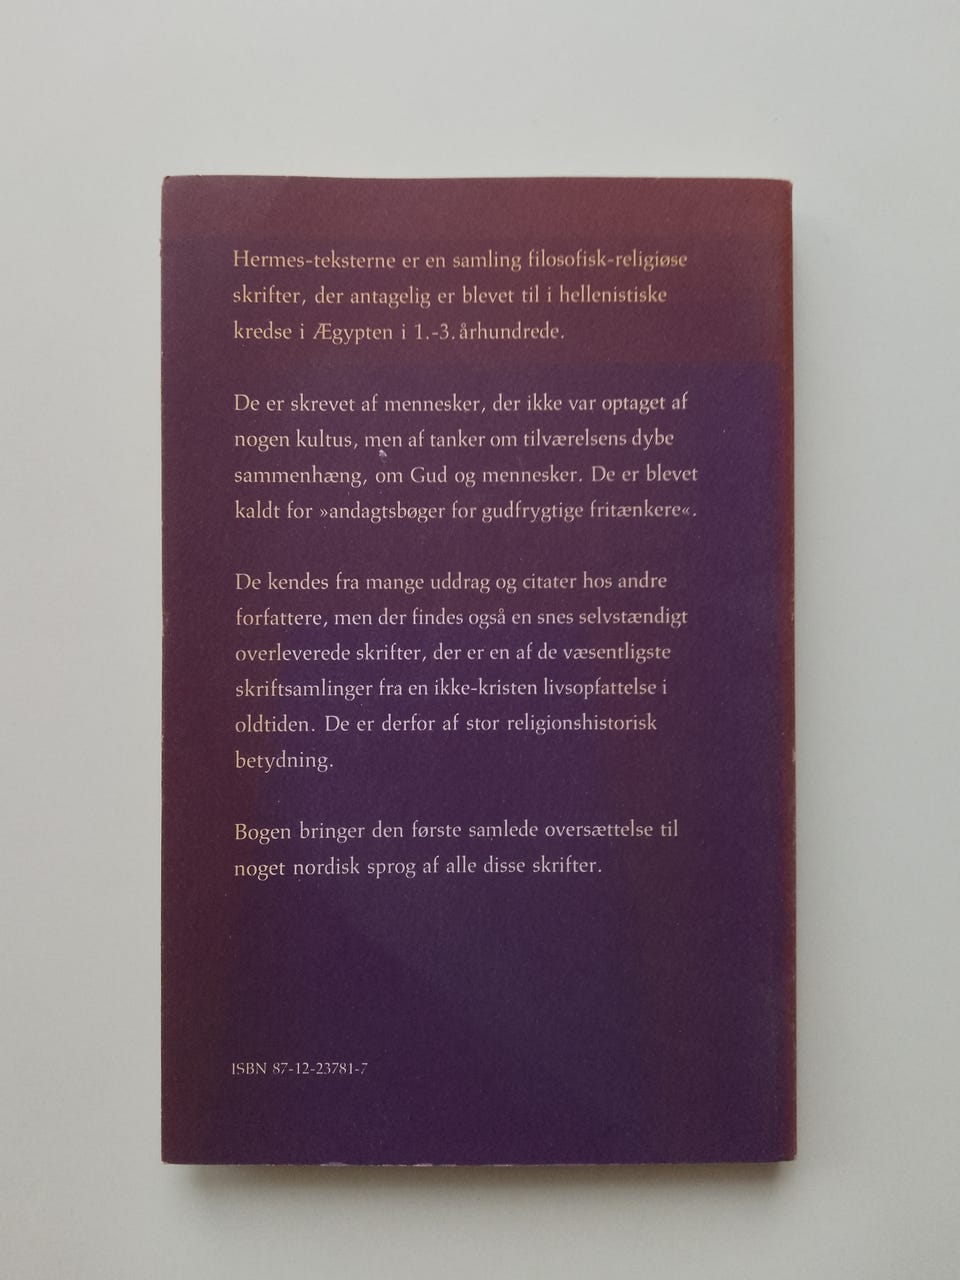 Hermes-teksterne er en samling filosofisk-religiøse
skrifter, der antagelig er blevet til i hellenistiske
kredse i Ægypten i 1.-3. århundrede.
De er skrevet af mennesker, der ikke var optaget af
nogen kultus, men af tanker om tilværelsens dybe
sammenhæng, om Gud og mennesker. De er blevet
kaldt for »andagtsbøger for gudfrygtige fritænkere«.
De kendes fra mange uddrag og citater hos andre
forfattere, men der findes også en snes selvstændigt
overleverede skrifter, der er en af de væsentligste
skriftsamlinger fra en ikke-kristen livsopfattelse i
oldtiden. De er derfor af stor religionshistorisk
betydning.
Bogen bringer den første samlede oversættelse til
noget nordisk sprog af alle disse skrifter.
ISBN 87-12-23781-7